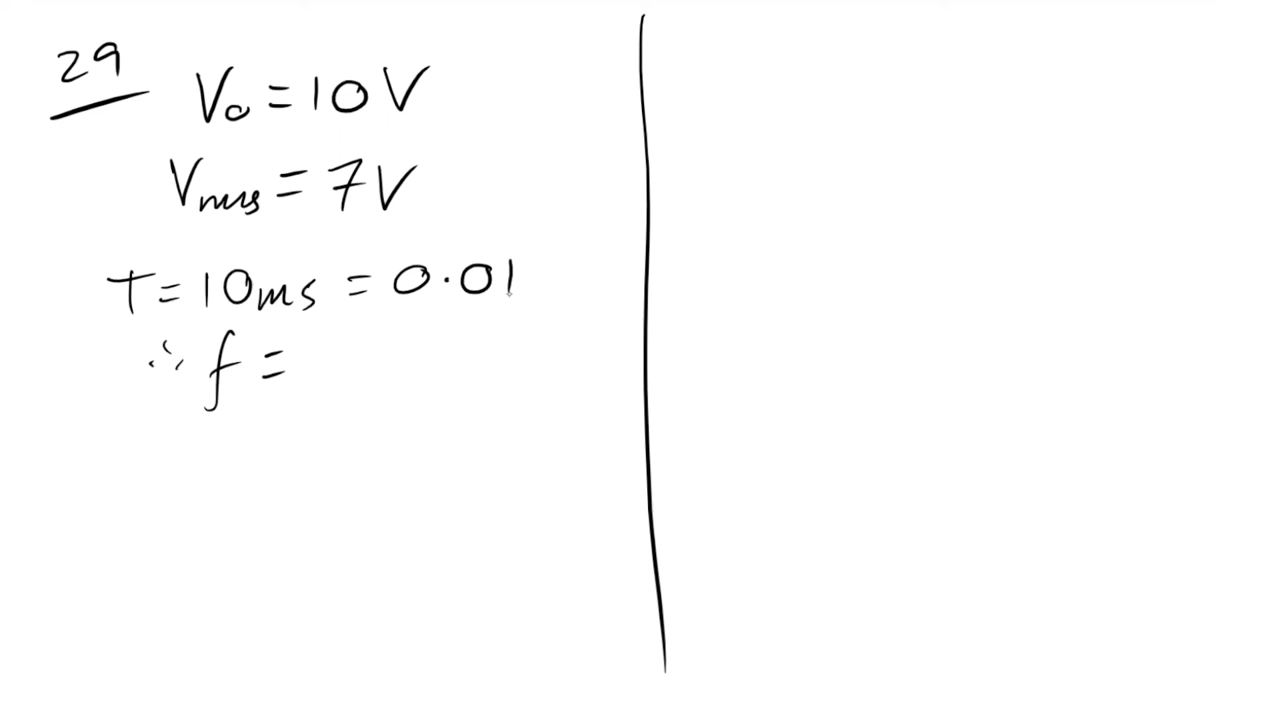 29
V₀ = 10V
Vrms = 7V
T = 10ms = 0.01
∴ f =